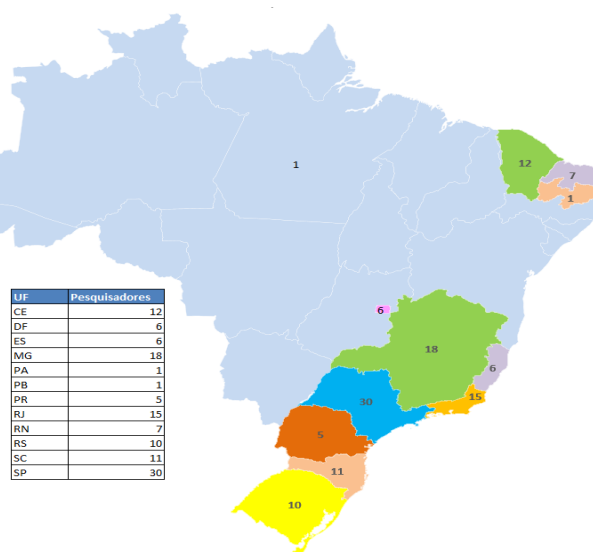 12
7
1
1
6
18
6
30
15
5
11
10
UF Pesquisadores
CE 12
DF 6
ES 6
MG 18
PA 1
PB 1
PR 5
RJ 15
RN 7
RS 10
SC 11
SP 30